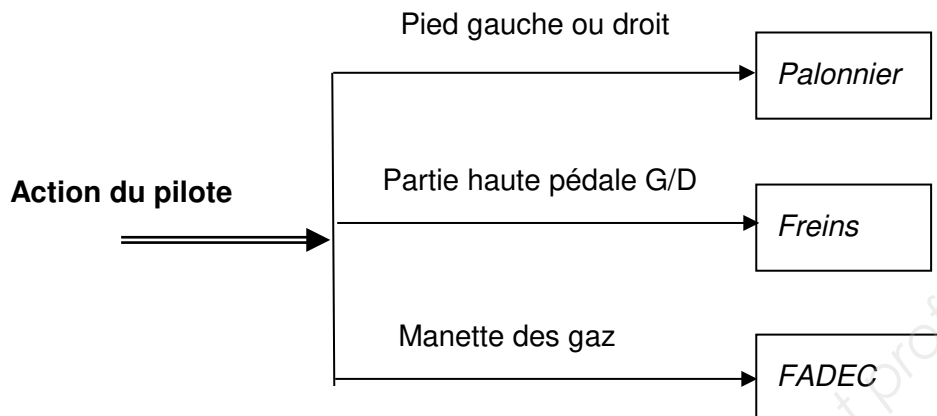 Pied gauche ou droit
Palonnier
Action du pilote
Partie haute pédale G/D
Freins
Manette des gaz
FADEC